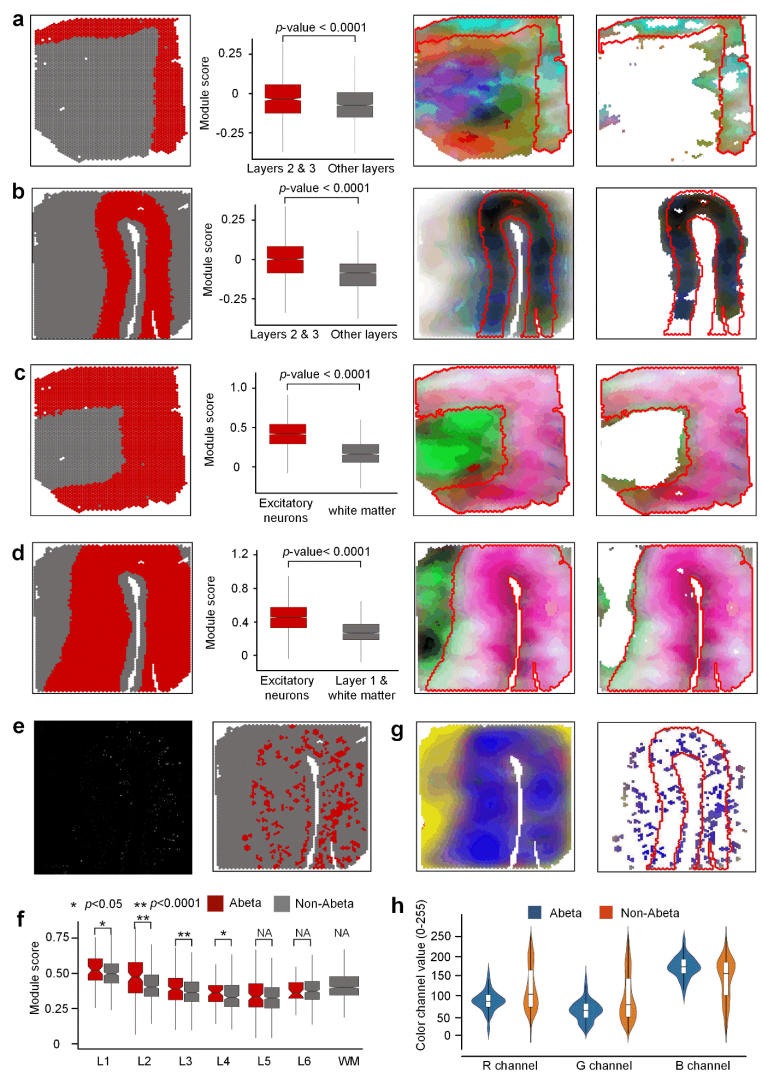 a
p-value < 0.0001
Module score
0.25
0
-0.25
Layers 2 & 3
Other layers
b
p-value < 0.0001
Module score
0.25
0
-0.25
Layers 2 & 3
Other layers
c
p-value < 0.0001
Module score
1.0
0.5
0
Excitatory
neurons
white matter
d
p-value< 0.0001
Module score
1.2
0.8
0.4
0
Excitatory
neurons
Layer 1 &
white matter
e
g
f
* p<0.05 ** p<0.0001 Abeta Non-Abeta
Module score
0.75
0.50
0.25
0
* ** ** * NA NA NA
L1 L2 L3 L4 L5 L6 WM
h
Abeta Non-Abeta
Color channel value (0-255)
250
200
150
100
50
0
R channel G channel B channel